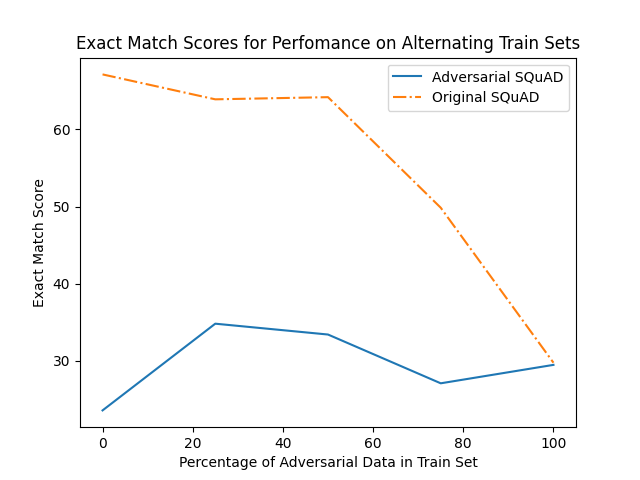 Exact Match Scores for Perfomance on Alternating Train Sets
Adversarial SQuAD
Original SQuAD
60
50
40
30
Exact Match Score
0 20 40 60 80 100
Percentage of Adversarial Data in Train Set